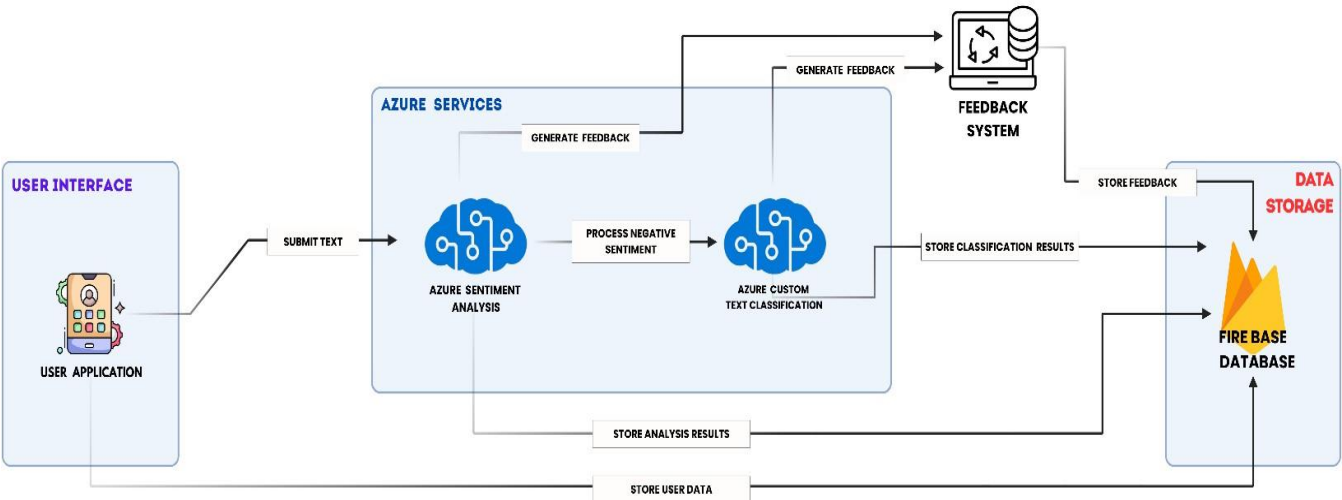 GENERATE FEEDBACK
FEEDBACK
SYSTEM
AZURE SERVICES
GENERATE FEEDBACK
USER INTERFACE
STORE FEEDBACK
DATA
STORAGE
SUBMIT TEXT
PROCESS NEGATIVE
SENTIMENT
STORE CLASSIFICATION RESULTS
AZURE SENTIMENT
ANALYSIS
AZURE CUSTOM
TEXT CLASSIFICATION
FIRE BASE
DATABASE
USER APPLICATION
STORE ANALYSIS RESULTS
STORE USER DATA